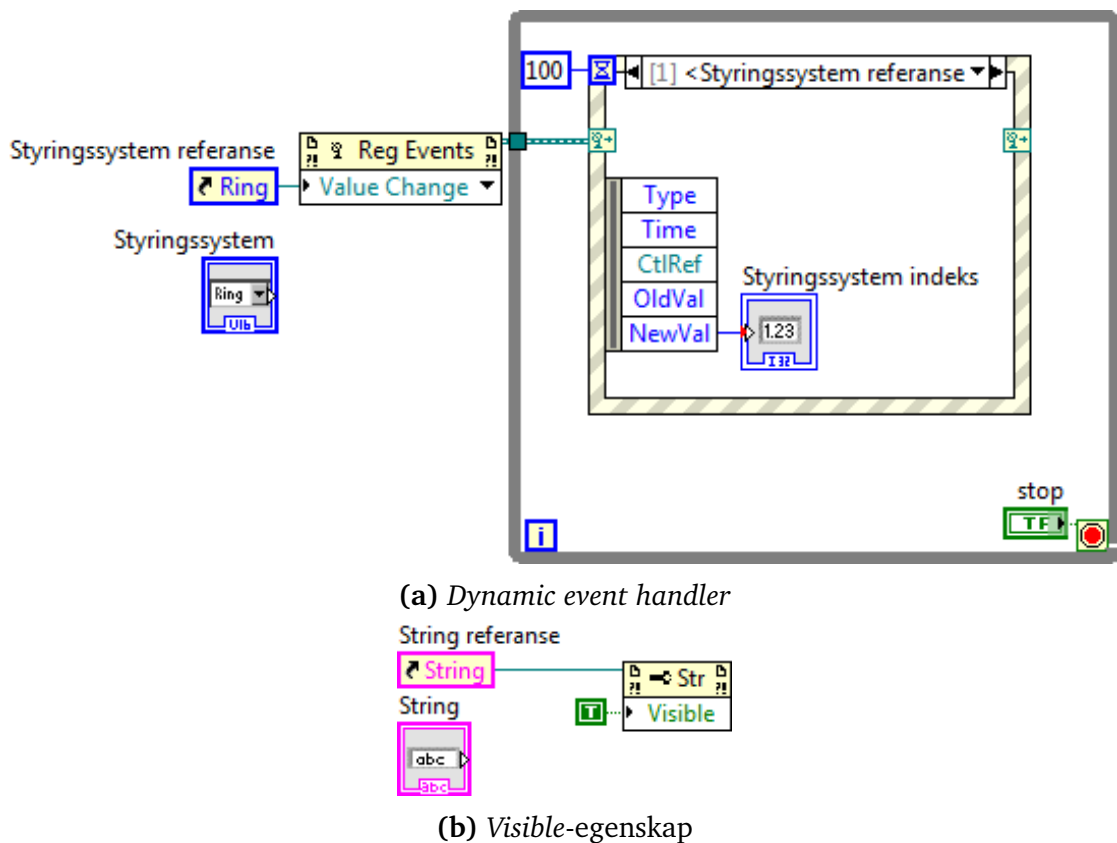 100
[1] <Styringssystem referanse
Styringssystem referanse
Reg Events
Ring
Value Change
Styringssystem
Ring
U16
Type
Time
CtlRef
OldVal
NewVal
Styringssystem indeks
1.23
I32
stop
TF
i
(a) Dynamic event handler
String referanse
String
Str
String
T
Visible
abc
abc
(b) Visible-egenskap